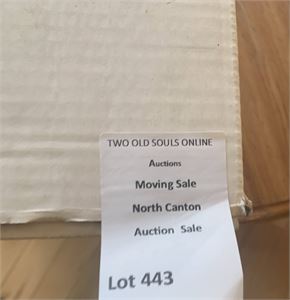 TWO OLD SOULS ONLINE
Auctions
Moving Sale
North Canton
Auction Sale
Lot 443